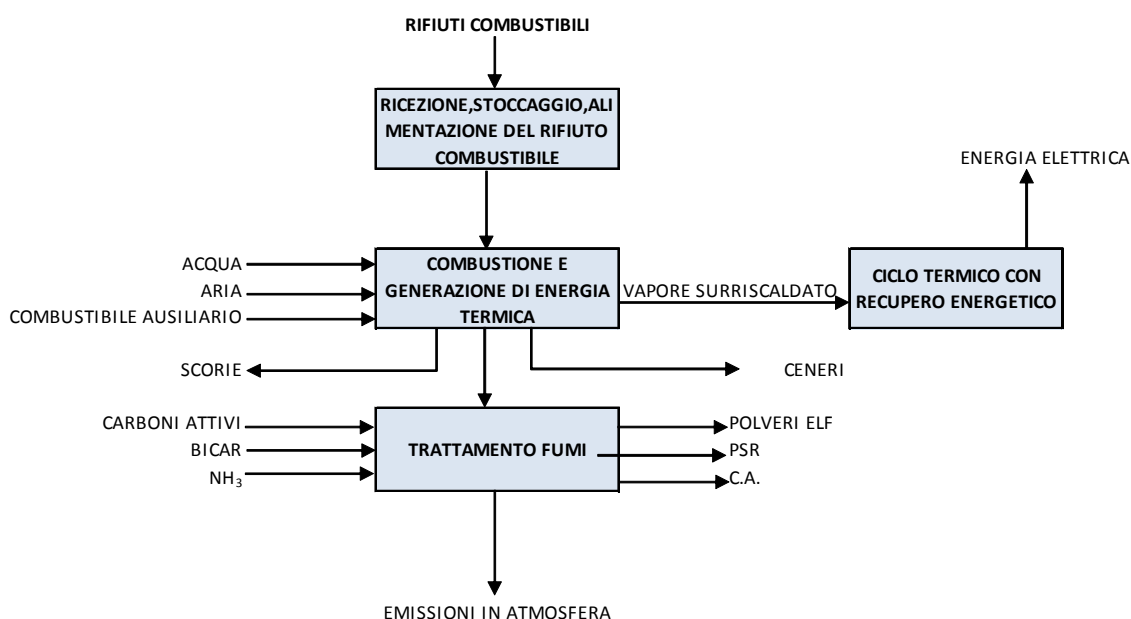 RIFIUTI COMBUSTIBILI
RICEZIONE,STOCCAGGIO,ALI
MENTAZIONE DEL RIFIUTO
COMBUSTIBILE
ENERGIA ELETTRICA
ACQUA
ARIA
COMBUSTIBILE AUSILIARIO
COMBUSTIONE E
GENERAZIONE DI ENERGIA
TERMICA
VAPORE SURRISCALDATO
CICLO TERMICO CON
RECUPERO ENERGETICO
SCORIE
CENERI
CARBONI ATTIVI
BICAR
NH₃
TRATTAMENTO FUMI
POLVERI ELF
PSR
C.A.
EMISSIONI IN ATMOSFERA